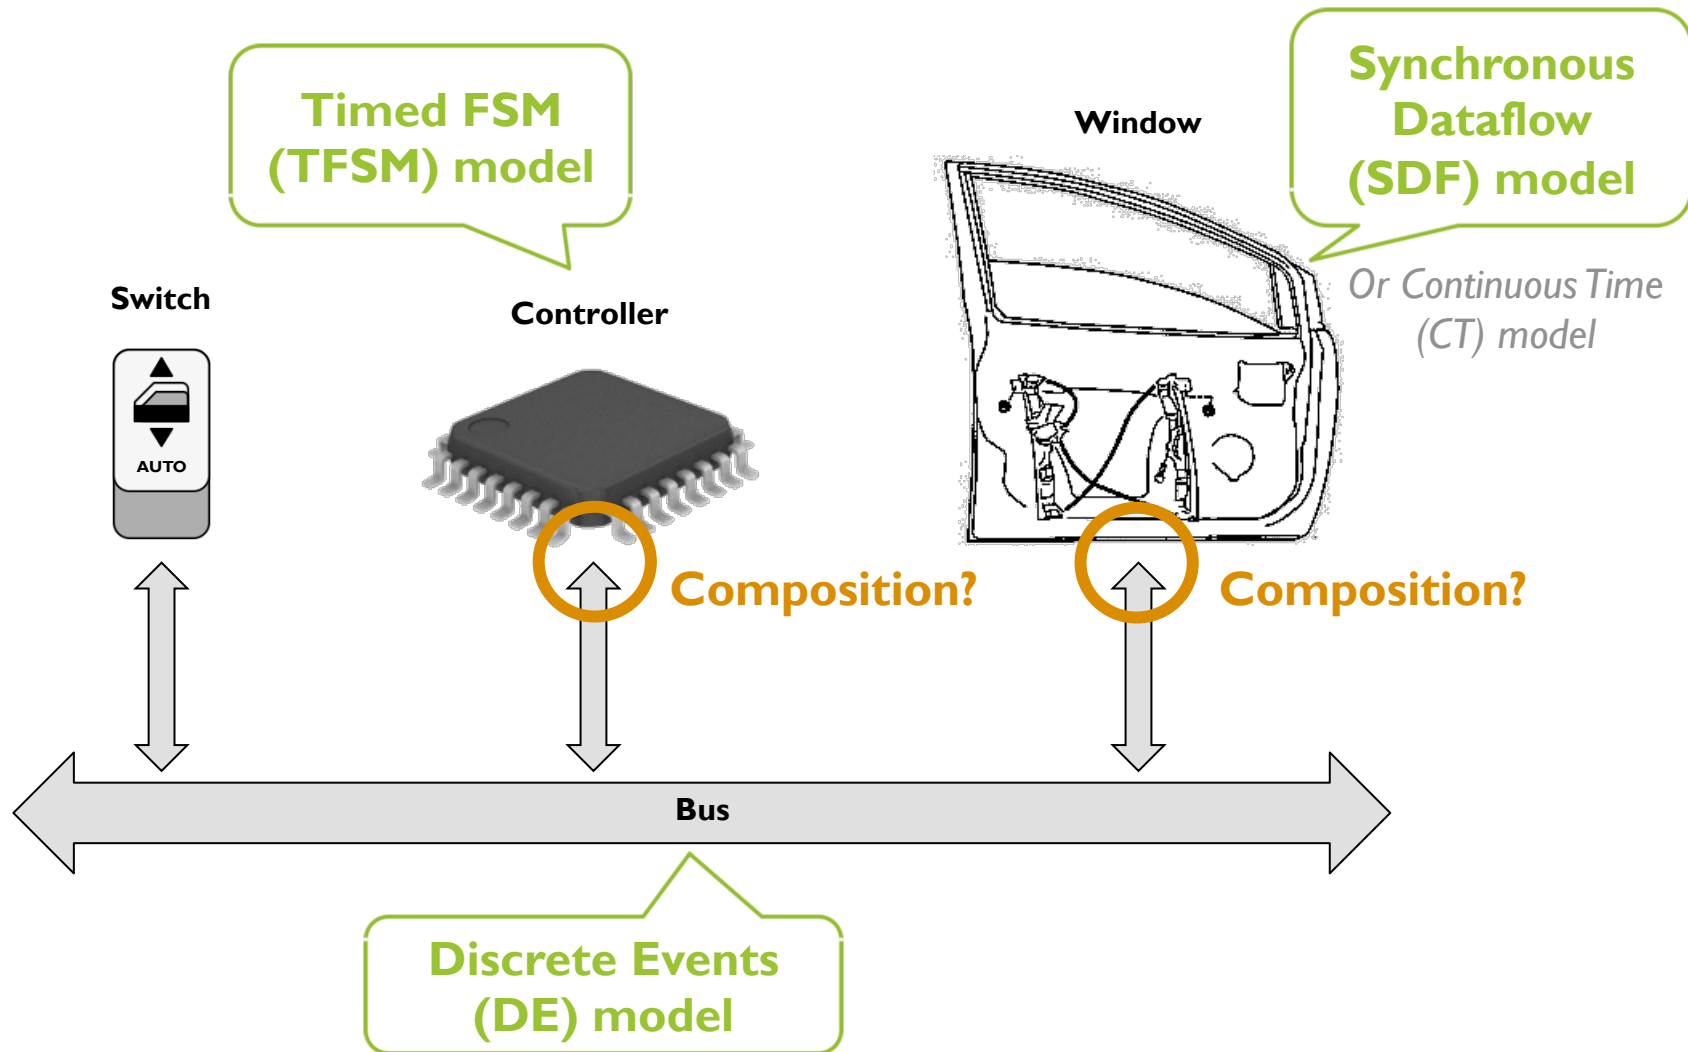 Timed FSM
(TFSM) model
Synchronous
Dataflow
(SDF) model
Window
Or Continuous Time
(CT) model
Switch
Controller
AUTO
Composition?
Composition?
Bus
Discrete Events
(DE) model